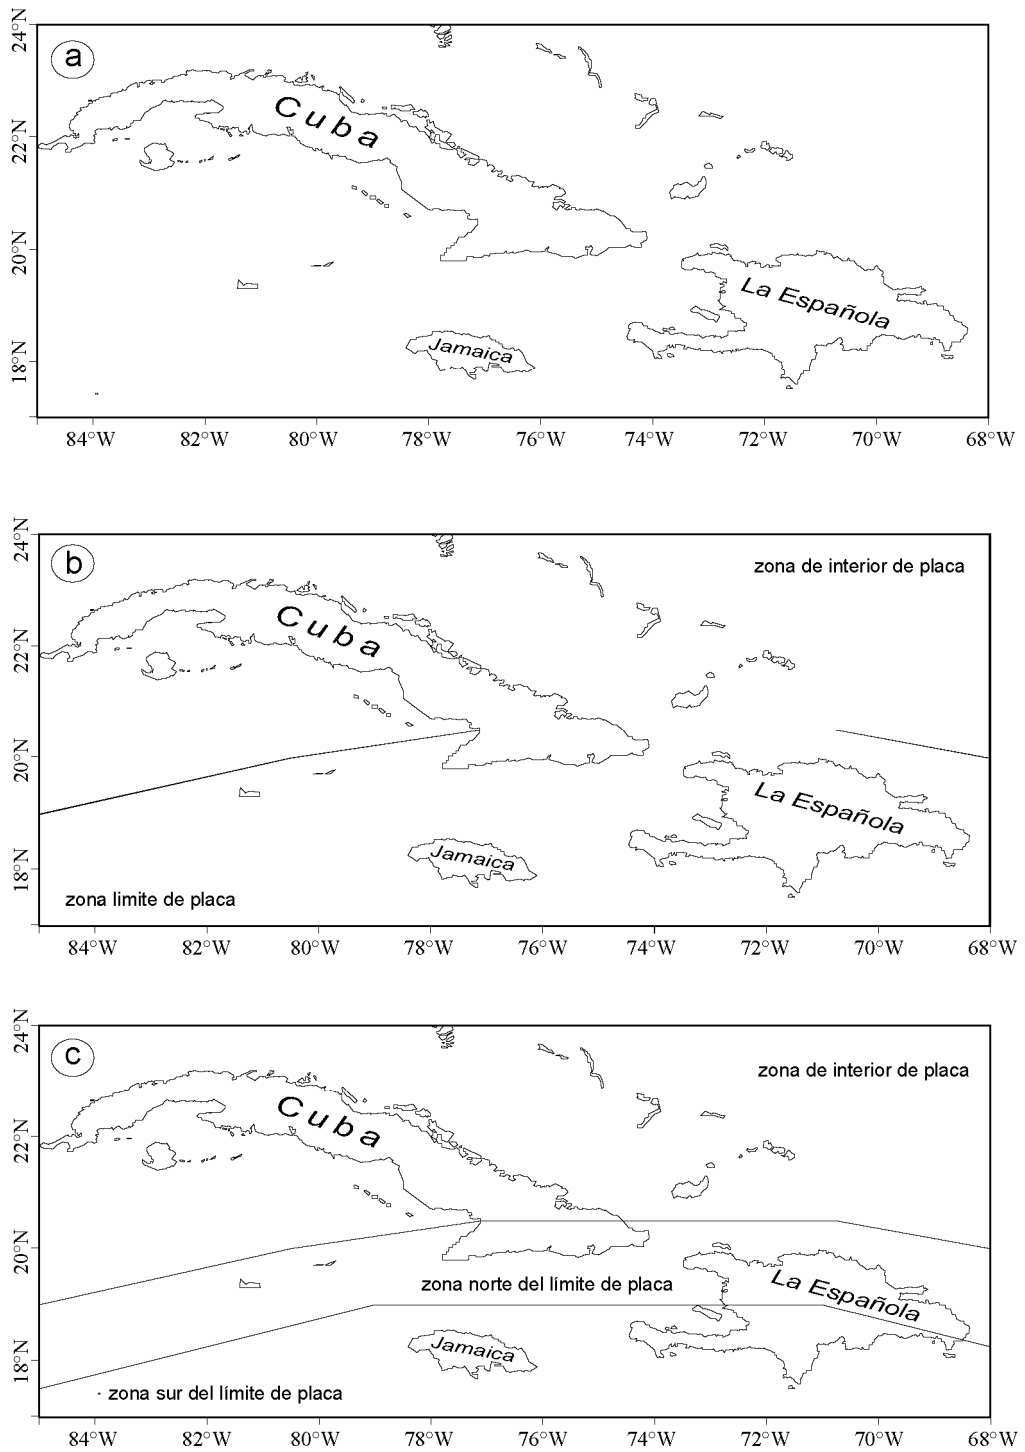 24°N
a
Cuba
22°N
20°N
La Española
Jamaica
18°N
84°W 82°W 80°W 78°W 76°W 74°W 72°W 70°W 68°W
24°N
b
zona de interior de placa
Cuba
22°N
20°N
La Española
Jamaica
18°N
zona limite de placa
84°W 82°W 80°W 78°W 76°W 74°W 72°W 70°W 68°W
24°N
c
zona de interior de placa
Cuba
22°N
20°N
zona norte del límite de placa
La Española
Jamaica
18°N
zona sur del límite de placa
84°W 82°W 80°W 78°W 76°W 74°W 72°W 70°W 68°W